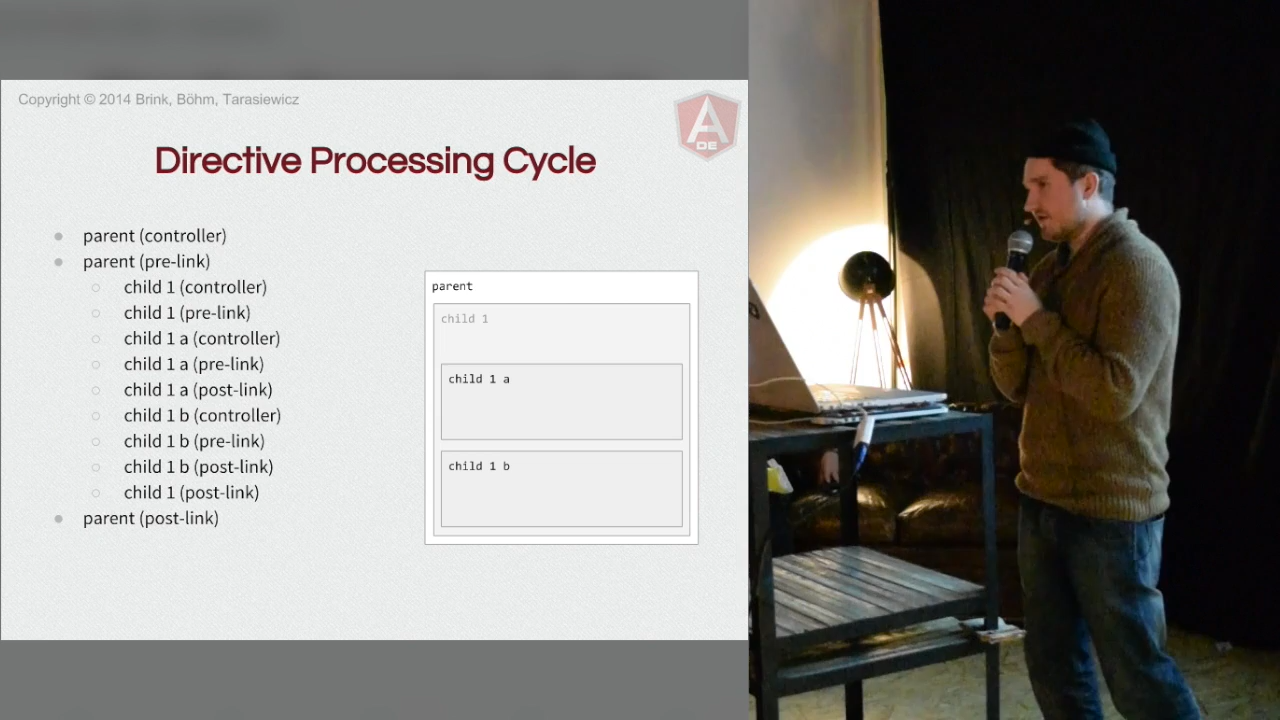 Copyright © 2014 Brink, Böhm, Tarasiewicz
A
DE
Directive Processing Cycle
parent (controller)
parent (pre-link)
child 1 (controller)
child 1 (pre-link)
child 1 a (controller)
child 1 a (pre-link)
child 1 a (post-link)
child 1 b (controller)
child 1 b (pre-link)
child 1 b (post-link)
child 1 (post-link)
parent (post-link)
parent
child 1
child 1 a
child 1 b